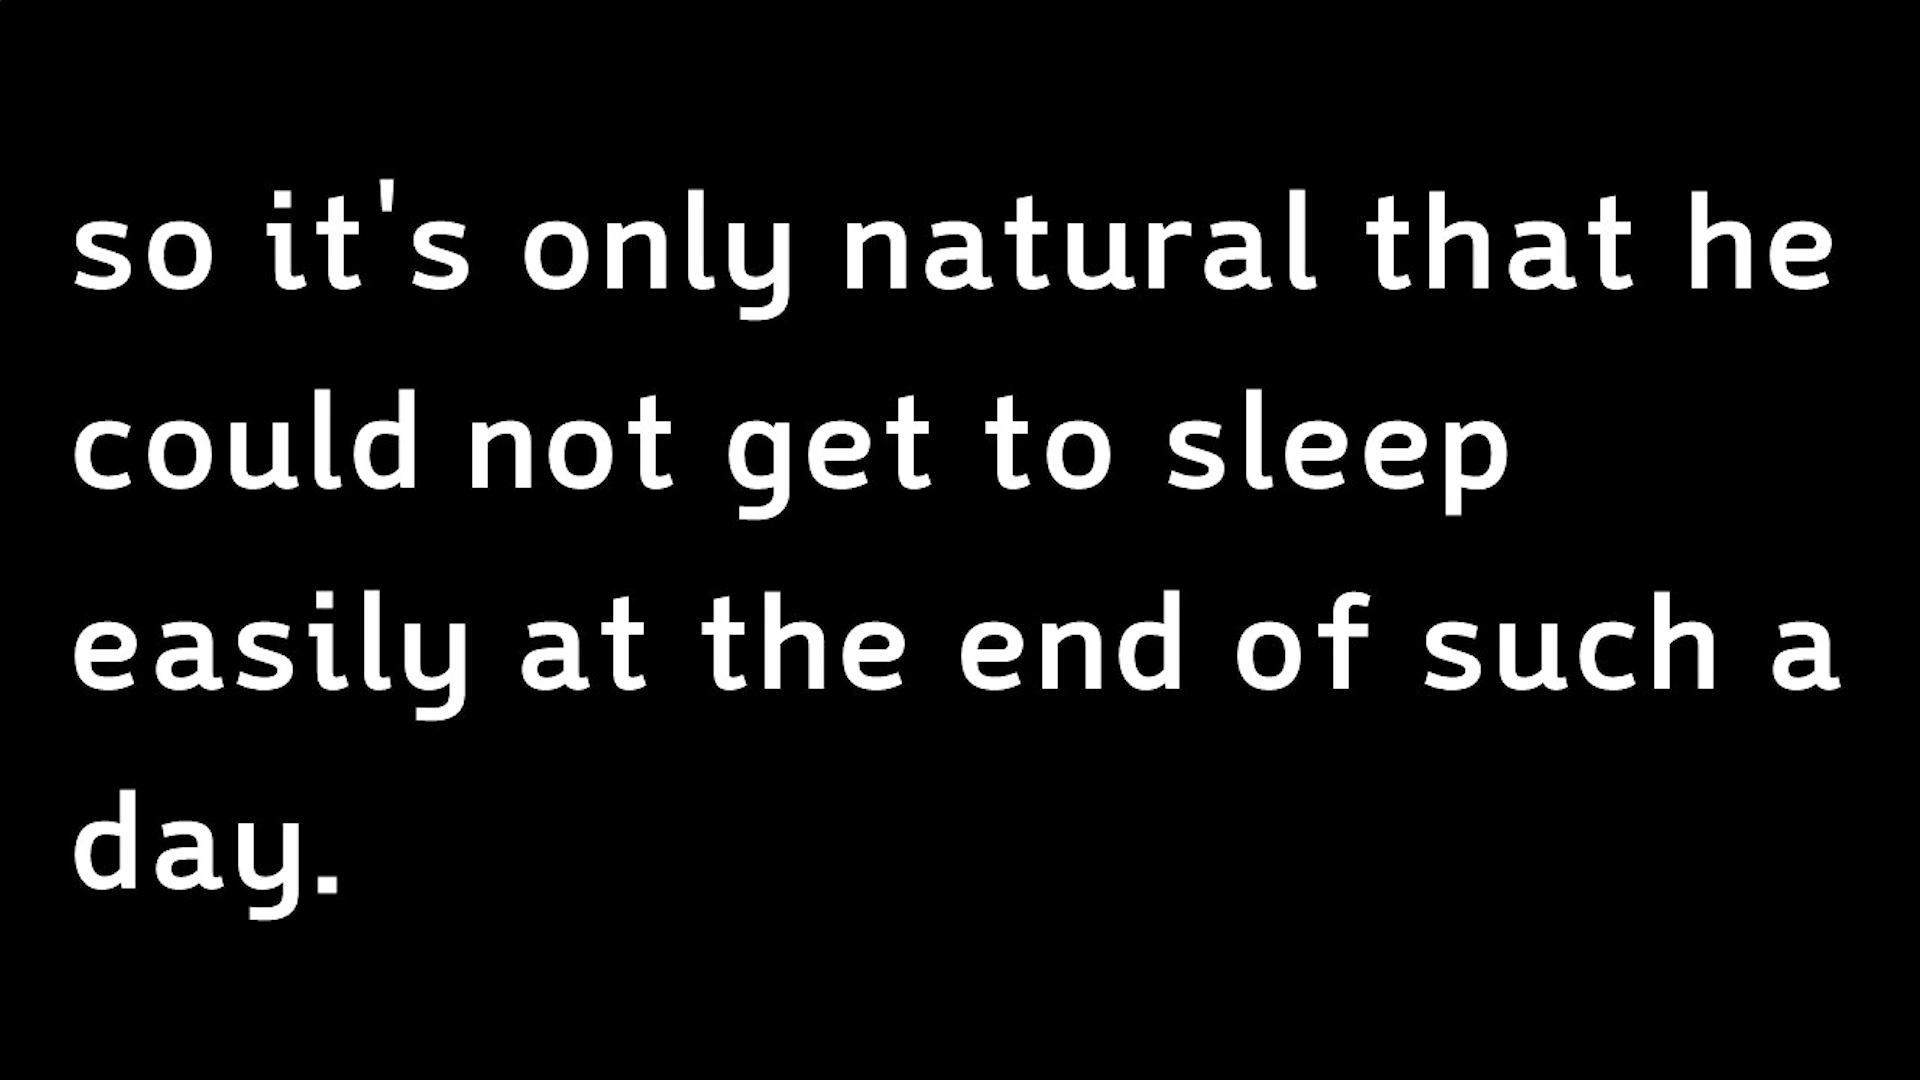 so it's only natural that he
could not get to sleep
easily at the end of such a
day.